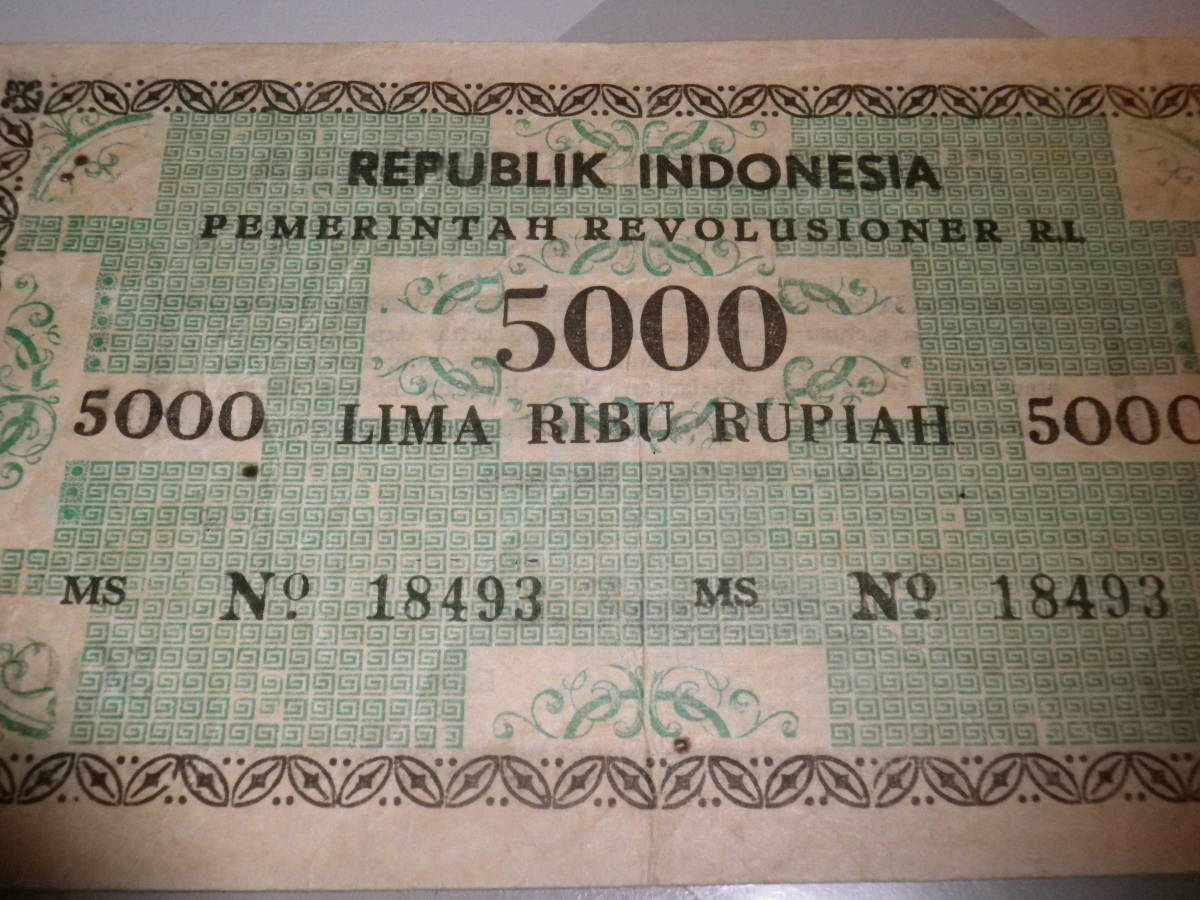 REPUBLIK INDONESIA
PEMERINTAH REVOLUSIONER R.I.
5000
5000 LIMA RIBU RUPIAH 5000
MS Nº 18493 MS Nº 18493